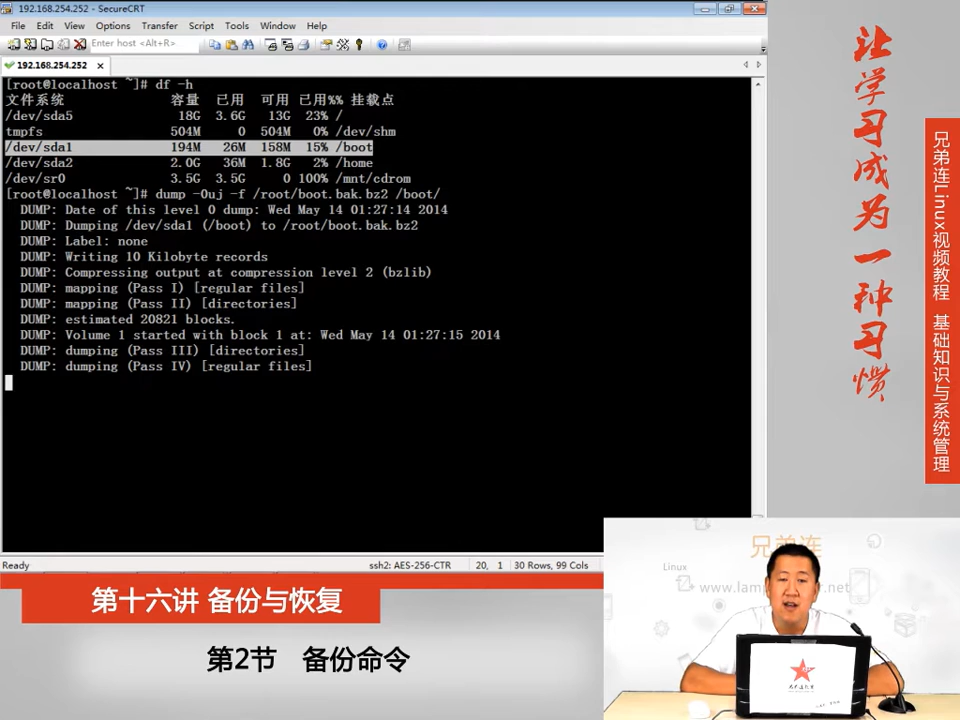 192.168.254.252 - SecureCRT
File Edit View Options Transfer Script Tools Window Help
Enter host <Alt+R>
192.168.254.252
[root@localhost ~]# df -h
文件系统 容量 已用 可用 已用%% 挂载点
/dev/sda5 18G 3.6G 13G 23% /
tmpfs 504M 0 504M 0% /dev/shm
/dev/sda1 194M 26M 158M 15% /boot
/dev/sda2 2.0G 36M 1.8G 2% /home
/dev/sr0 3.5G 3.5G 0 100% /mnt/cdrom
[root@localhost ~]# dump -0uj -f /root/boot.bak.bz2 /boot/
DUMP: Date of this level 0 dump: Wed May 14 01:27:14 2014
DUMP: Dumping /dev/sda1 (/boot) to /root/boot.bak.bz2
DUMP: Label: none
DUMP: Writing 10 Kilobyte records
DUMP: Compressing output at compression level 2 (bzlib)
DUMP: mapping (Pass I) [regular files]
DUMP: mapping (Pass II) [directories]
DUMP: estimated 20821 blocks.
DUMP: Volume 1 started with block 1 at: Wed May 14 01:27:15 2014
DUMP: dumping (Pass III) [directories]
DUMP: dumping (Pass IV) [regular files]
Ready ssh2: AES-256-CTR 20, 1 30 Rows, 99 Cols
让学习成为一种习惯
兄弟连Linux视频教程 基础知识与系统管理
第十六讲 备份与恢复
第2节 备份命令
兄弟连
Linux